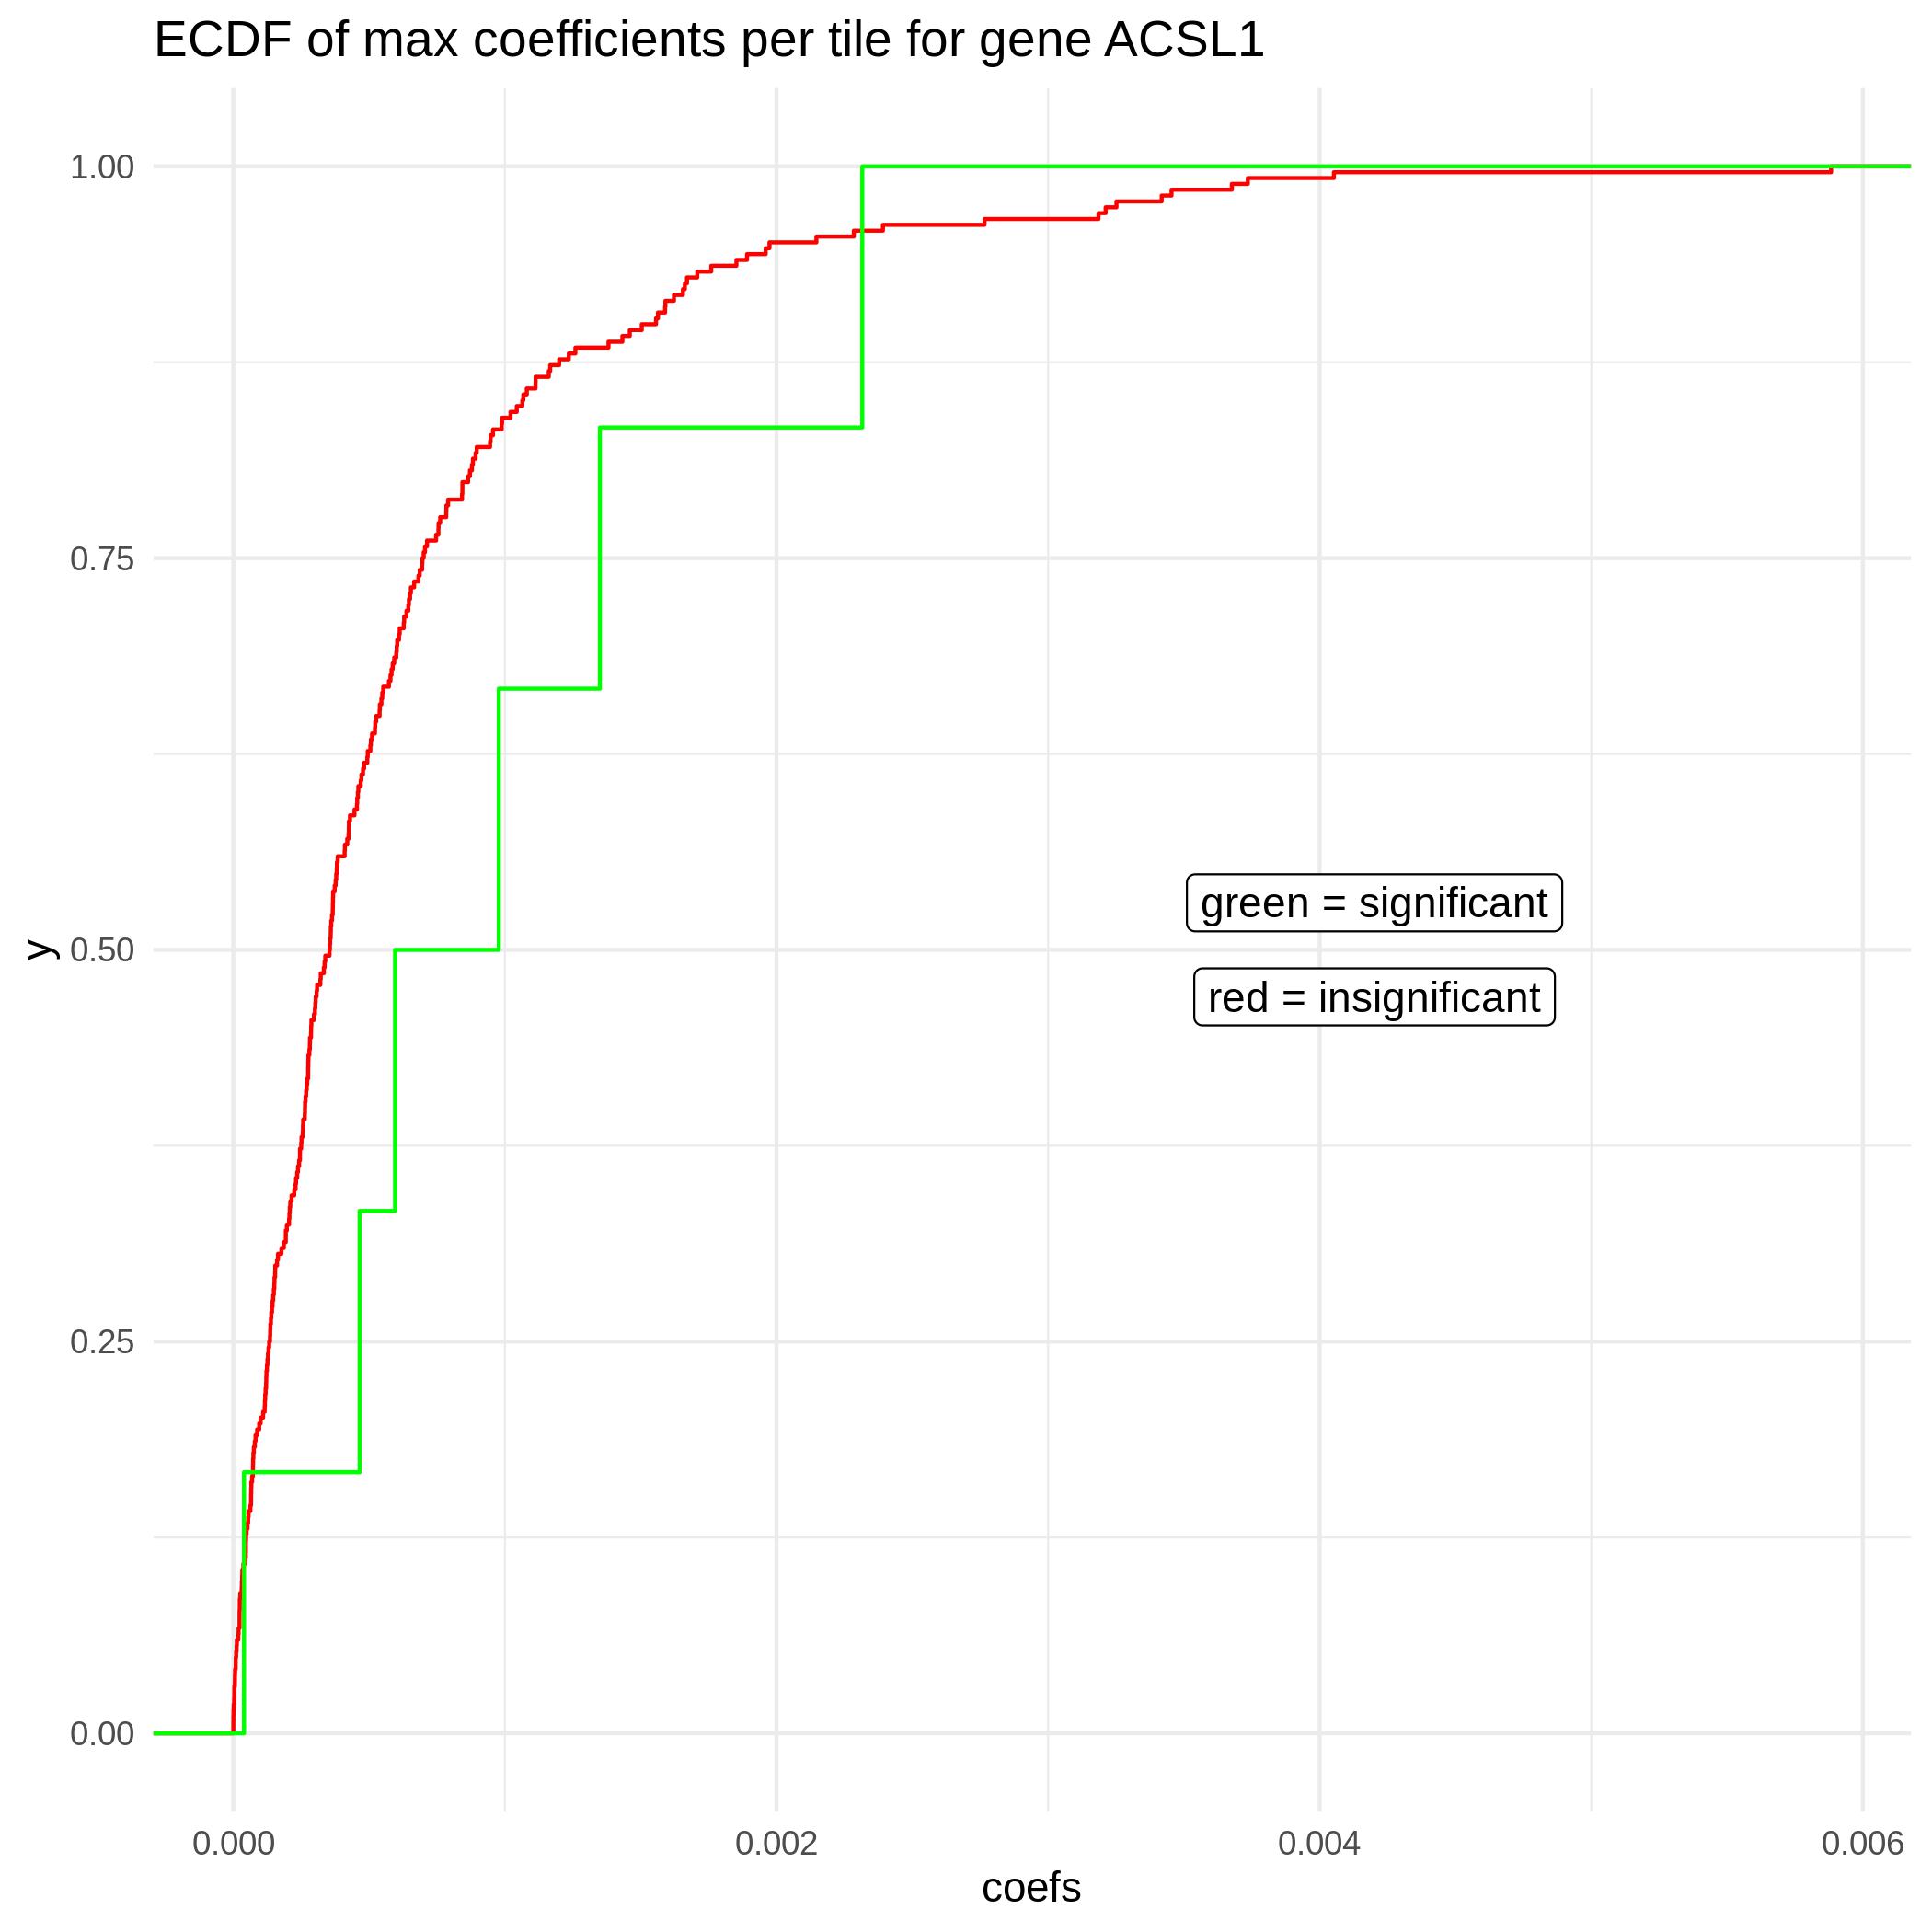 ECDF of max coefficients per tile for gene ACSL1
1.00
0.75
0.50
0.25
0.00
y
green = significant
red = insignificant
0.000 0.002 0.004 0.006
coefs